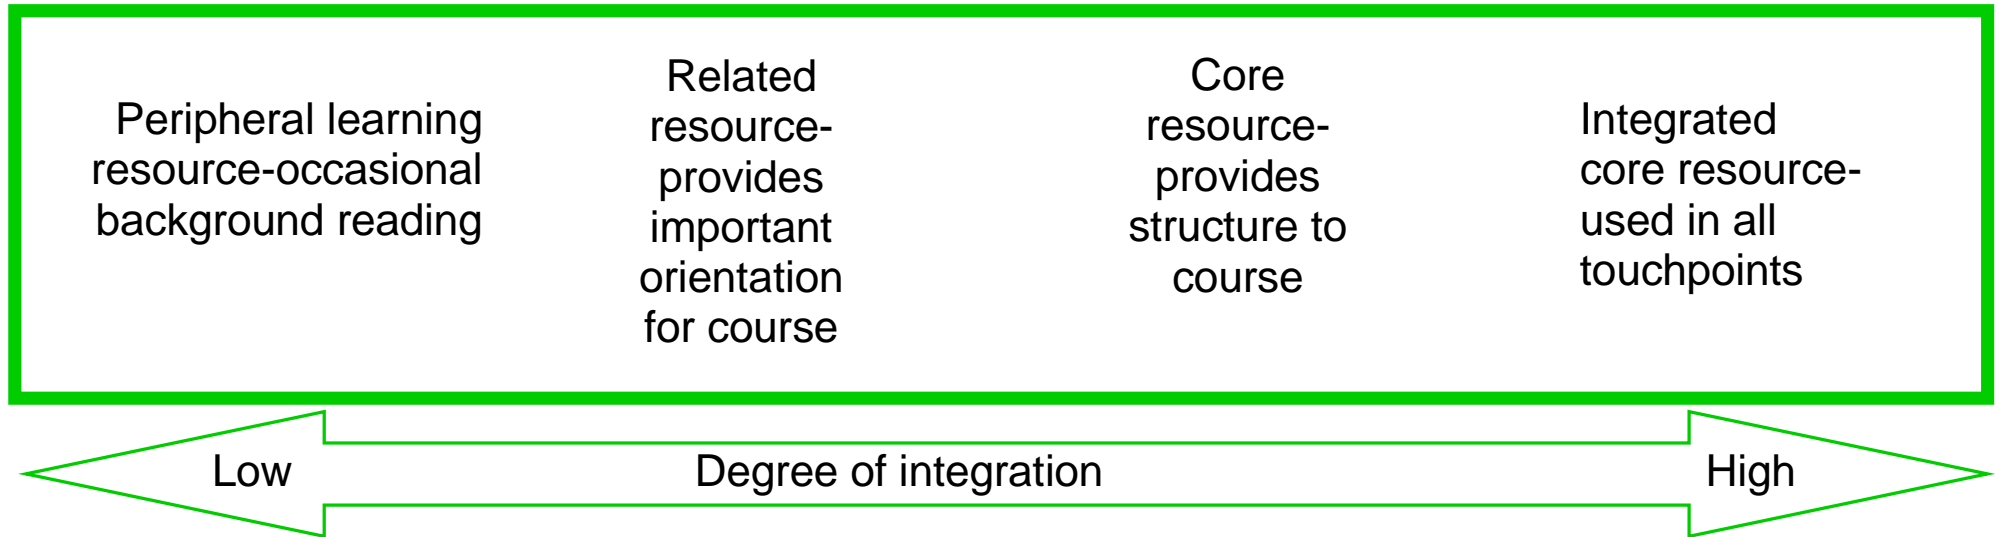 Peripheral learning
resource-occasional
background reading
Related
resource-
provides
important
orientation
for course
Core
resource-
provides
structure to
course
Integrated
core resource-
used in all
touchpoints
Low
Degree of integration
High